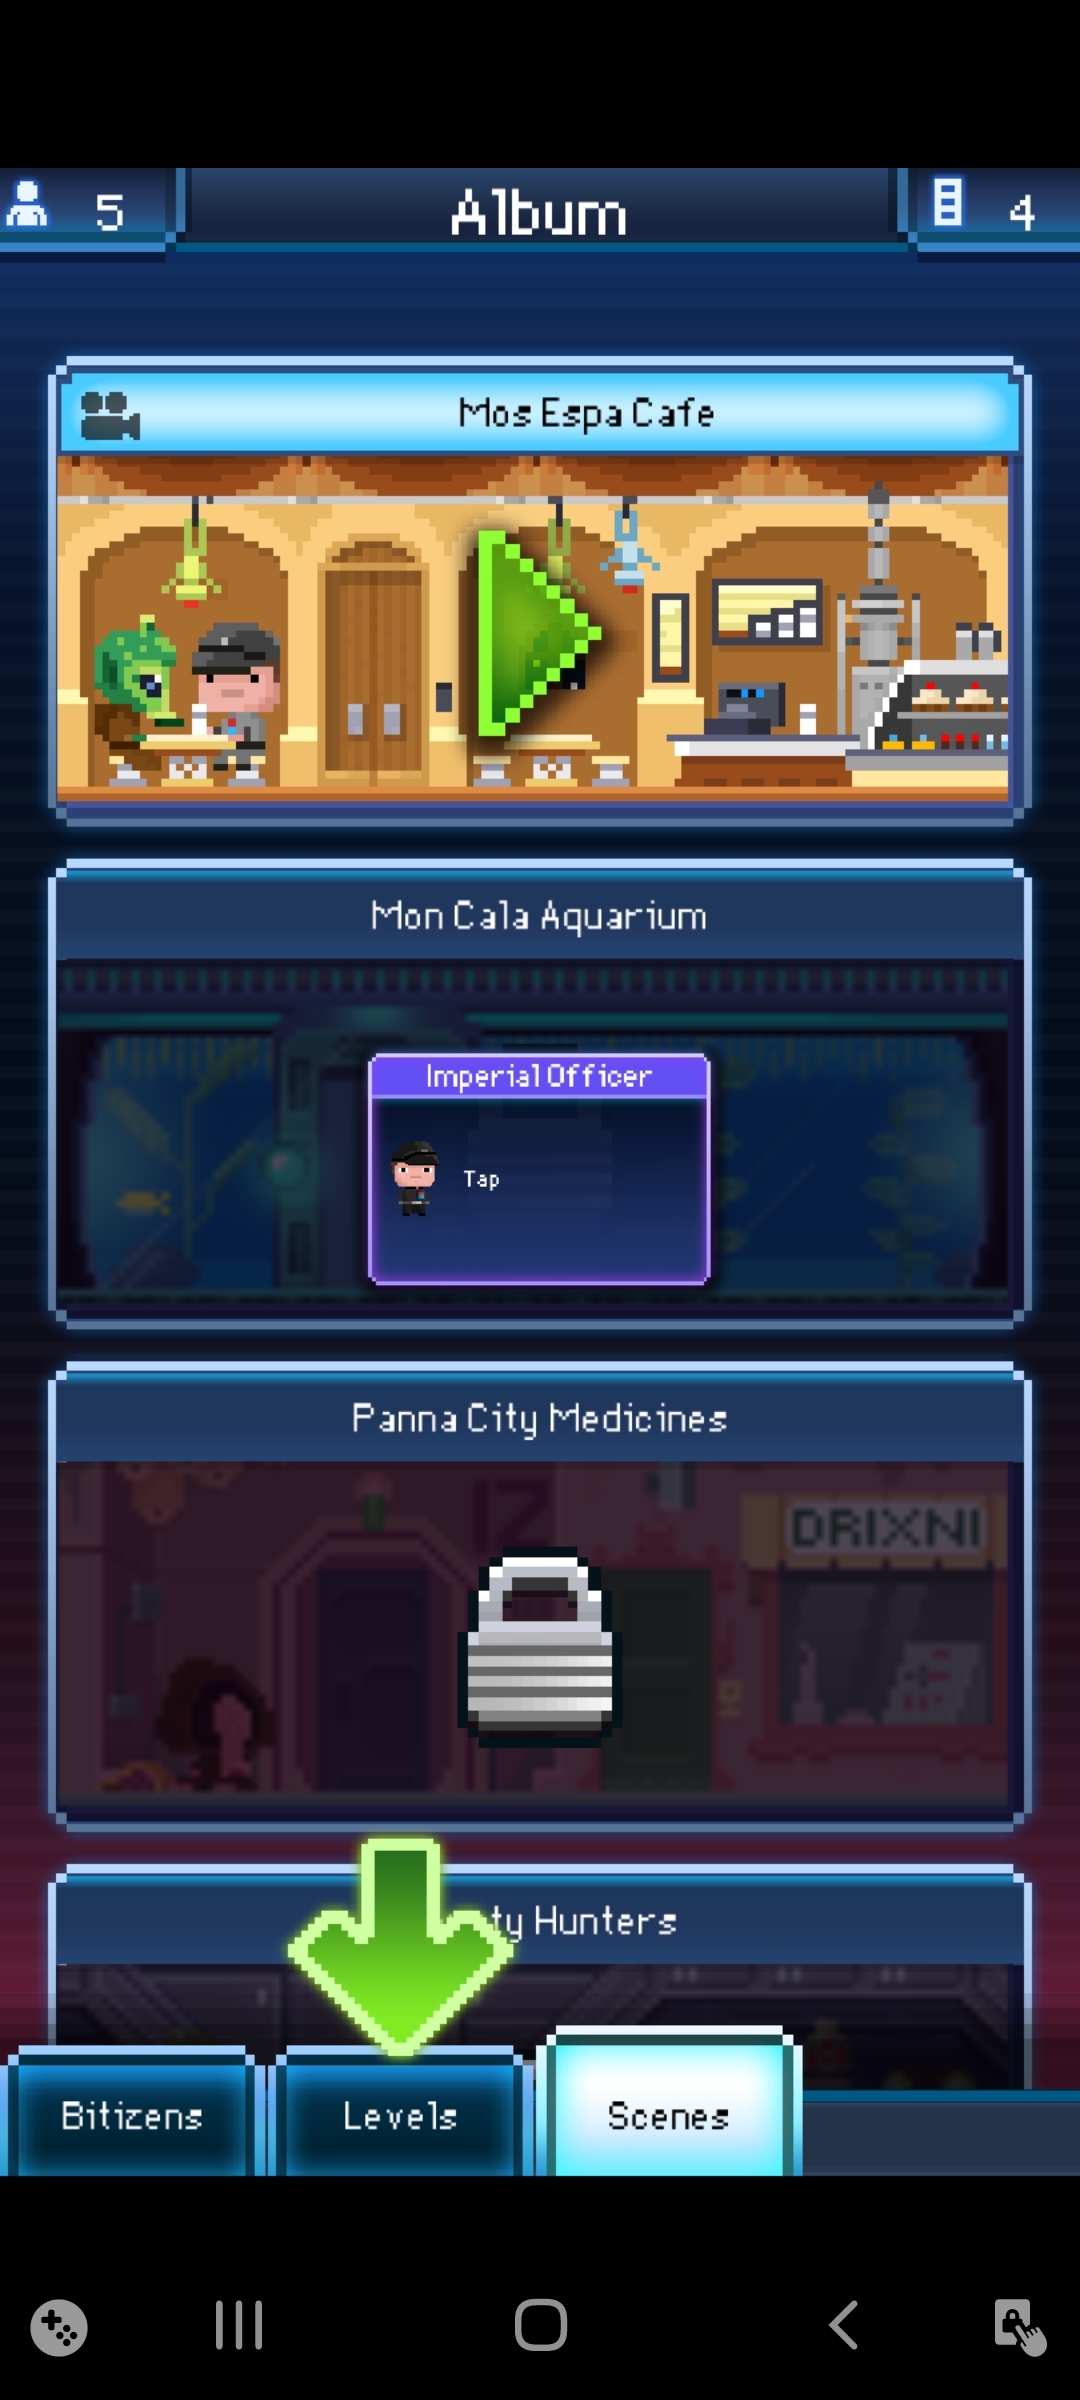 5
Album
4
Mos Espa Cafe
Mon Cala Aquarium
Imperial Officer
Tap
Panna City Medicines
DRIXNI
ty Hunters
Bitizens
Levels
Scenes